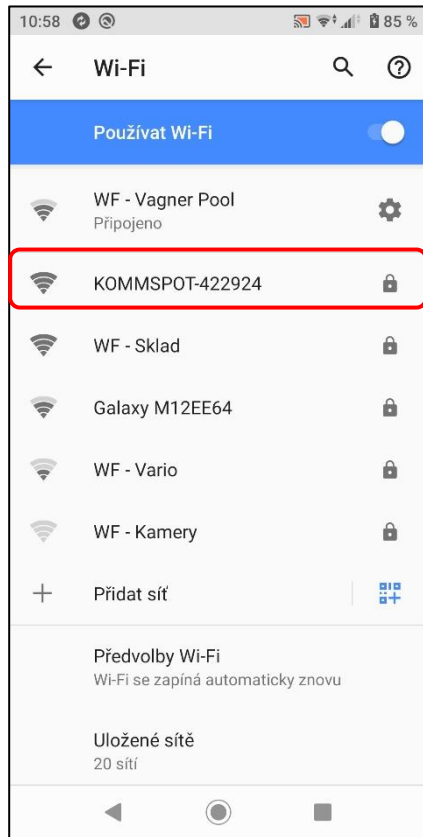 10:58 85 %
Wi-Fi
Používat Wi-Fi
WF - Vagner Pool
Připojeno
KOMMSPOT-422924
WF - Sklad
Galaxy M12EE64
WF - Vario
WF - Kamery
Přidat síť
Předvolby Wi-Fi
Wi-Fi se zapíná automaticky znovu
Uložené sítě
20 sítí